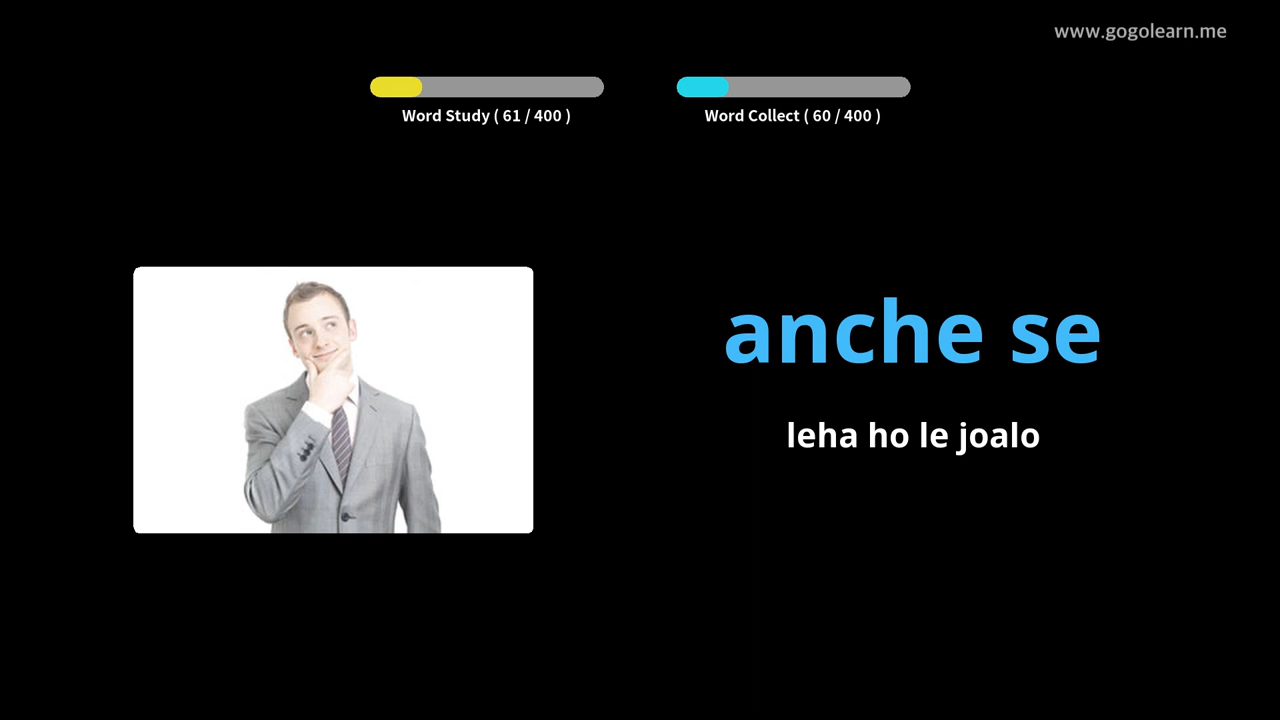 www.gogolearn.me
Word Study ( 61 / 400 )
Word Collect ( 60 / 400 )
anche se
leha ho le joalo